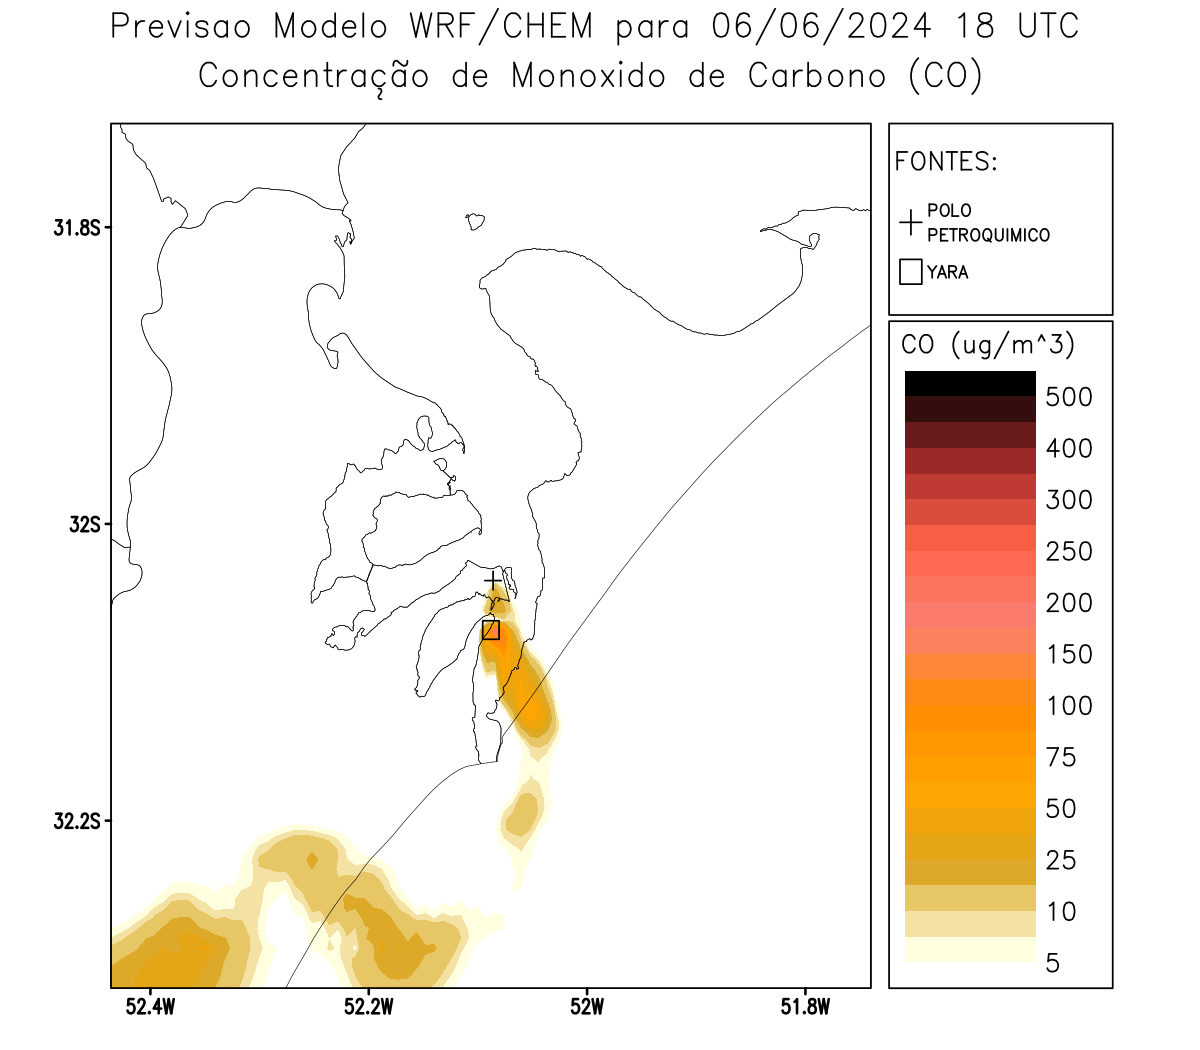 Previsao Modelo WRF/CHEM para 06/06/2024 18 UTC
Concentração de Monoxido de Carbono (CO)
FONTES:
POLO
PETROQUIMICO
YARA
CO (ug/m^3)
500
400
300
250
200
150
100
75
50
25
10
5
31.8S
32S
32.2S
52.4W
52.2W
52W
51.8W